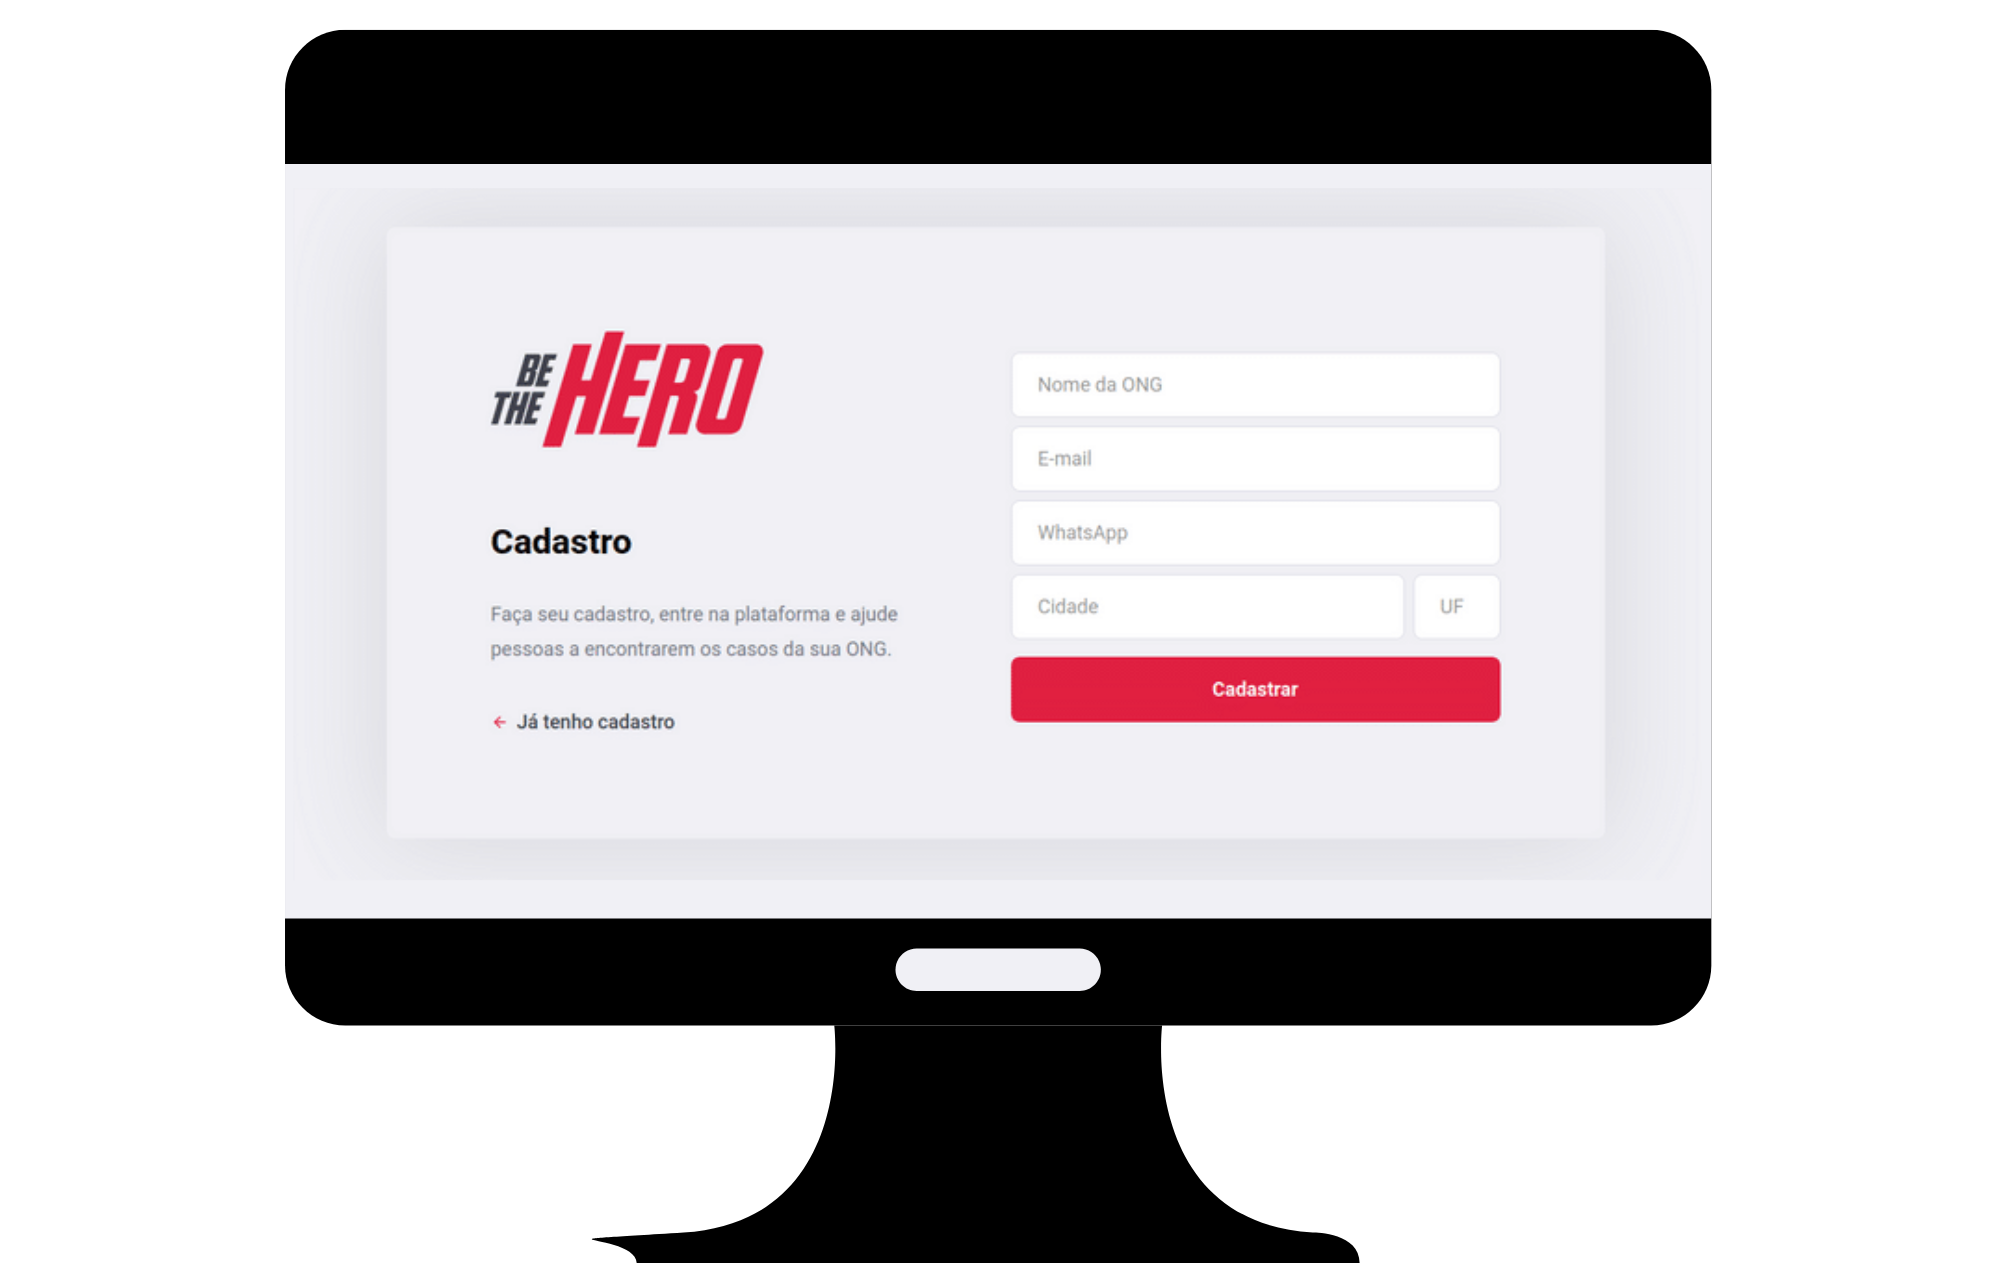 BE
THE HERO
Cadastro
Faça seu cadastro, entre na plataforma e ajude
pessoas a encontrarem os casos da sua ONG.
← Já tenho cadastro
Nome da ONG
E-mail
WhatsApp
Cidade UF
Cadastrar